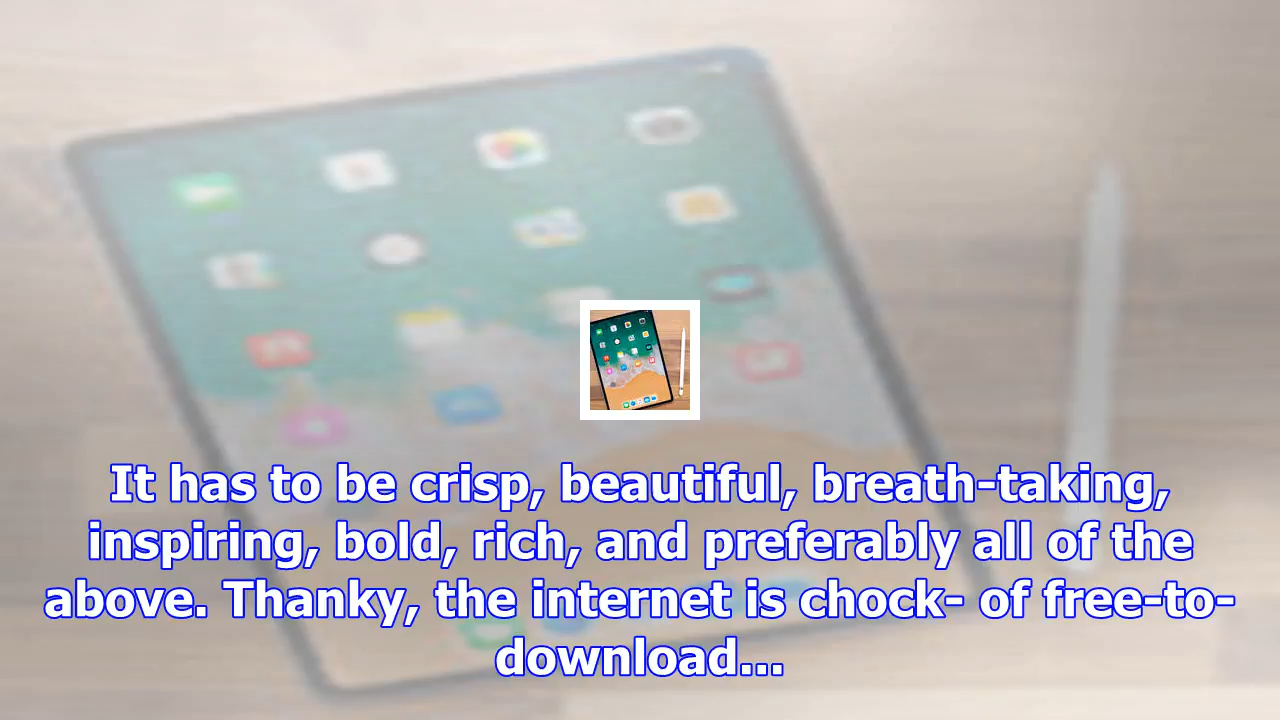 It has to be crisp, beautiful, breath-taking,
inspiring, bold, rich, and preferably all of the
above. Thanky, the internet is chock- of free-to-
download...